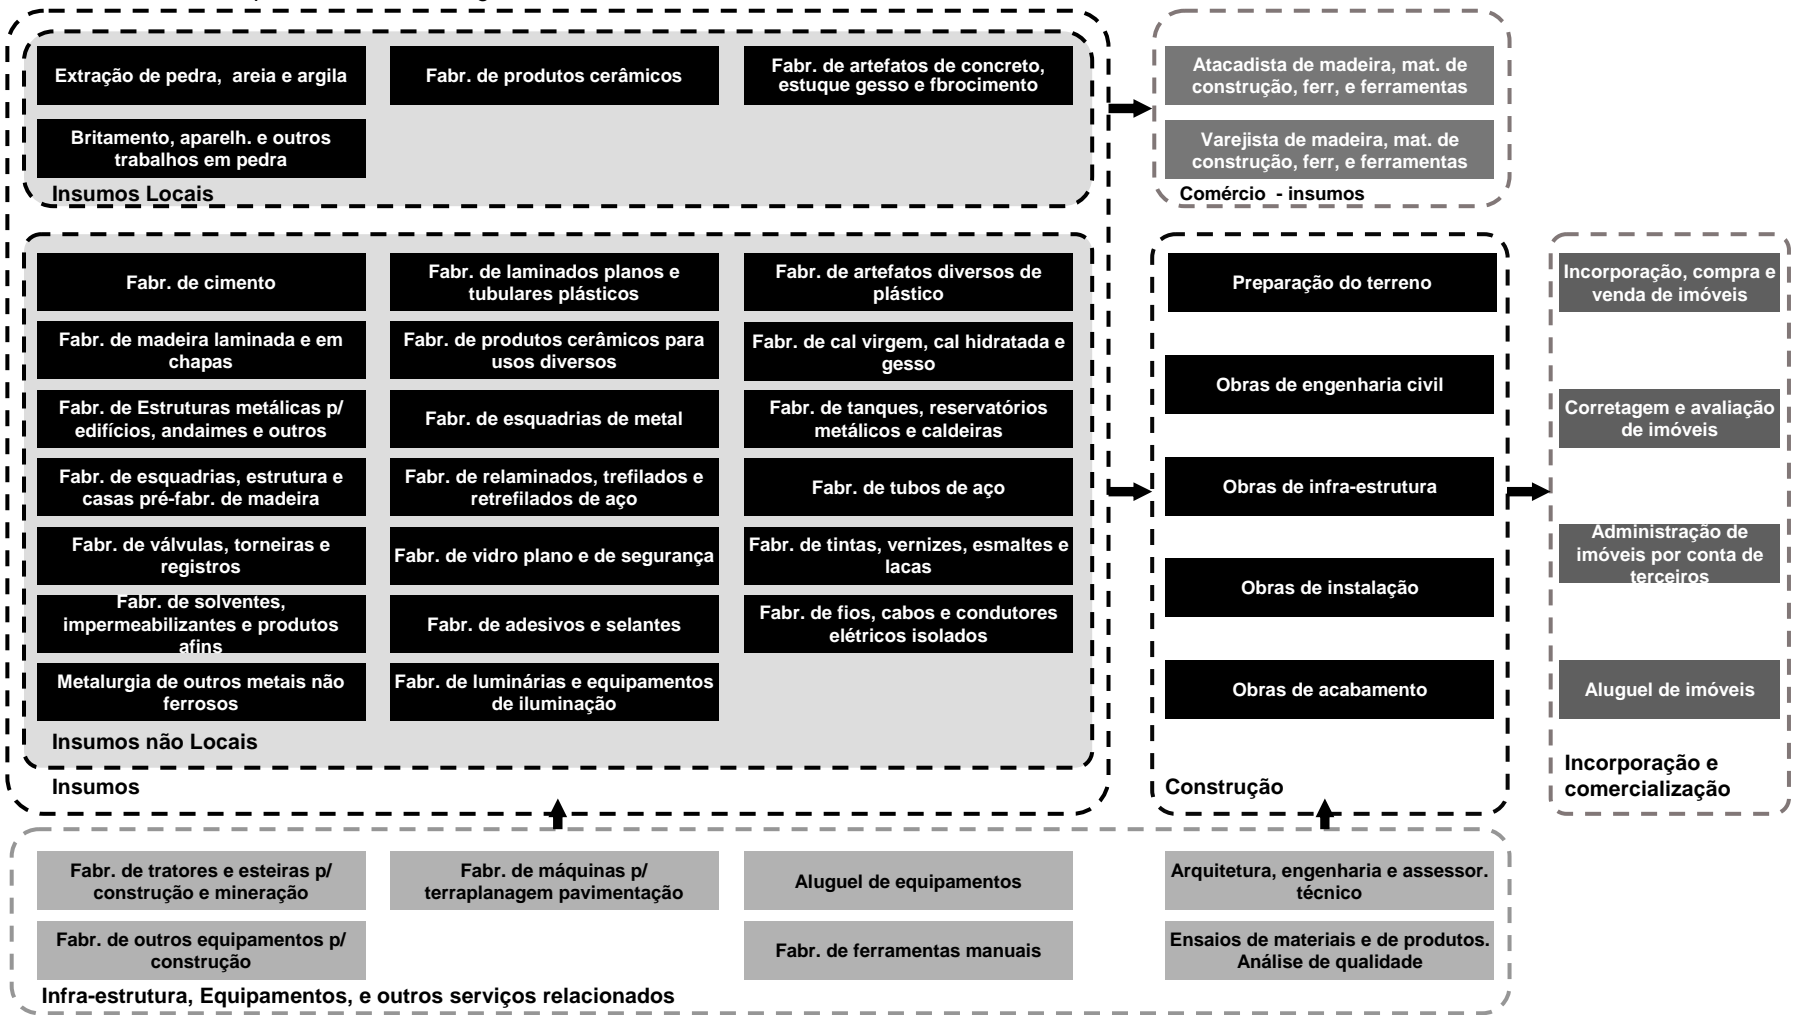 Extração de pedra, areia e argila
Fabr. de produtos cerâmicos
Fabr. de artefatos de concreto,
estuque gesso e fbrocimento
Britamento, aparelh. e outros
trabalhos em pedra
Insumos Locais
Atacadista de madeira, mat. de
construção, ferr, e ferramentas
Varejista de madeira, mat. de
construção, ferr, e ferramentas
Comércio - insumos
Fabr. de cimento
Fabr. de laminados planos e
tubulares plásticos
Fabr. de artefatos diversos de
plástico
Fabr. de madeira laminada e em
chapas
Fabr. de produtos cerâmicos para
usos diversos
Fabr. de cal virgem, cal hidratada e
gesso
Fabr. de Estruturas metálicas p/
edifícios, andaimes e outros
Fabr. de esquadrias de metal
Fabr. de tanques, reservatórios
metálicos e caldeiras
Fabr. de esquadrias, estrutura e
casas pré-fabr. de madeira
Fabr. de relaminados, trefilados e
retrefilados de aço
Fabr. de tubos de aço
Fabr. de válvulas, torneiras e
registros
Fabr. de vidro plano e de segurança
Fabr. de tintas, vernizes, esmaltes e
lacas
Fabr. de solventes,
impermeabilizantes e produtos
afins
Fabr. de adesivos e selantes
Fabr. de fios, cabos e condutores
elétricos isolados
Metalurgia de outros metais não
ferrosos
Fabr. de luminárias e equipamentos
de iluminação
Insumos não Locais
Insumos
Preparação do terreno
Obras de engenharia civil
Obras de infra-estrutura
Obras de instalação
Obras de acabamento
Construção
Incorporação, compra e
venda de imóveis
Corretagem e avaliação
de imóveis
Administração de
imóveis por conta de
terceiros
Aluguel de imóveis
Incorporação e
comercialização
Fabr. de tratores e esteiras p/
construção e mineração
Fabr. de máquinas p/
terraplanagem pavimentação
Aluguel de equipamentos
Arquitetura, engenharia e assessor.
técnico
Fabr. de outros equipamentos p/
construção
Fabr. de ferramentas manuais
Ensaios de materiais e de produtos.
Análise de qualidade
Infra-estrutura, Equipamentos, e outros serviços relacionados